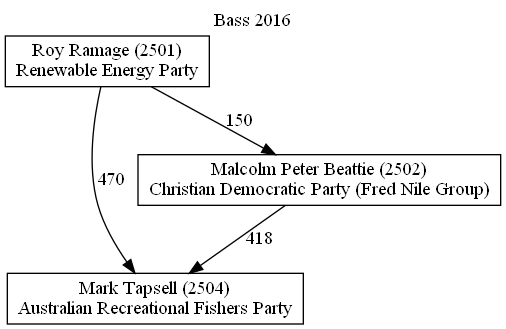 Bass 2016
Roy Ramage (2501)
Renewable Energy Party
150
Malcolm Peter Beattie (2502)
Christian Democratic Party (Fred Nile Group)
470
418
Mark Tapsell (2504)
Australian Recreational Fishers Party